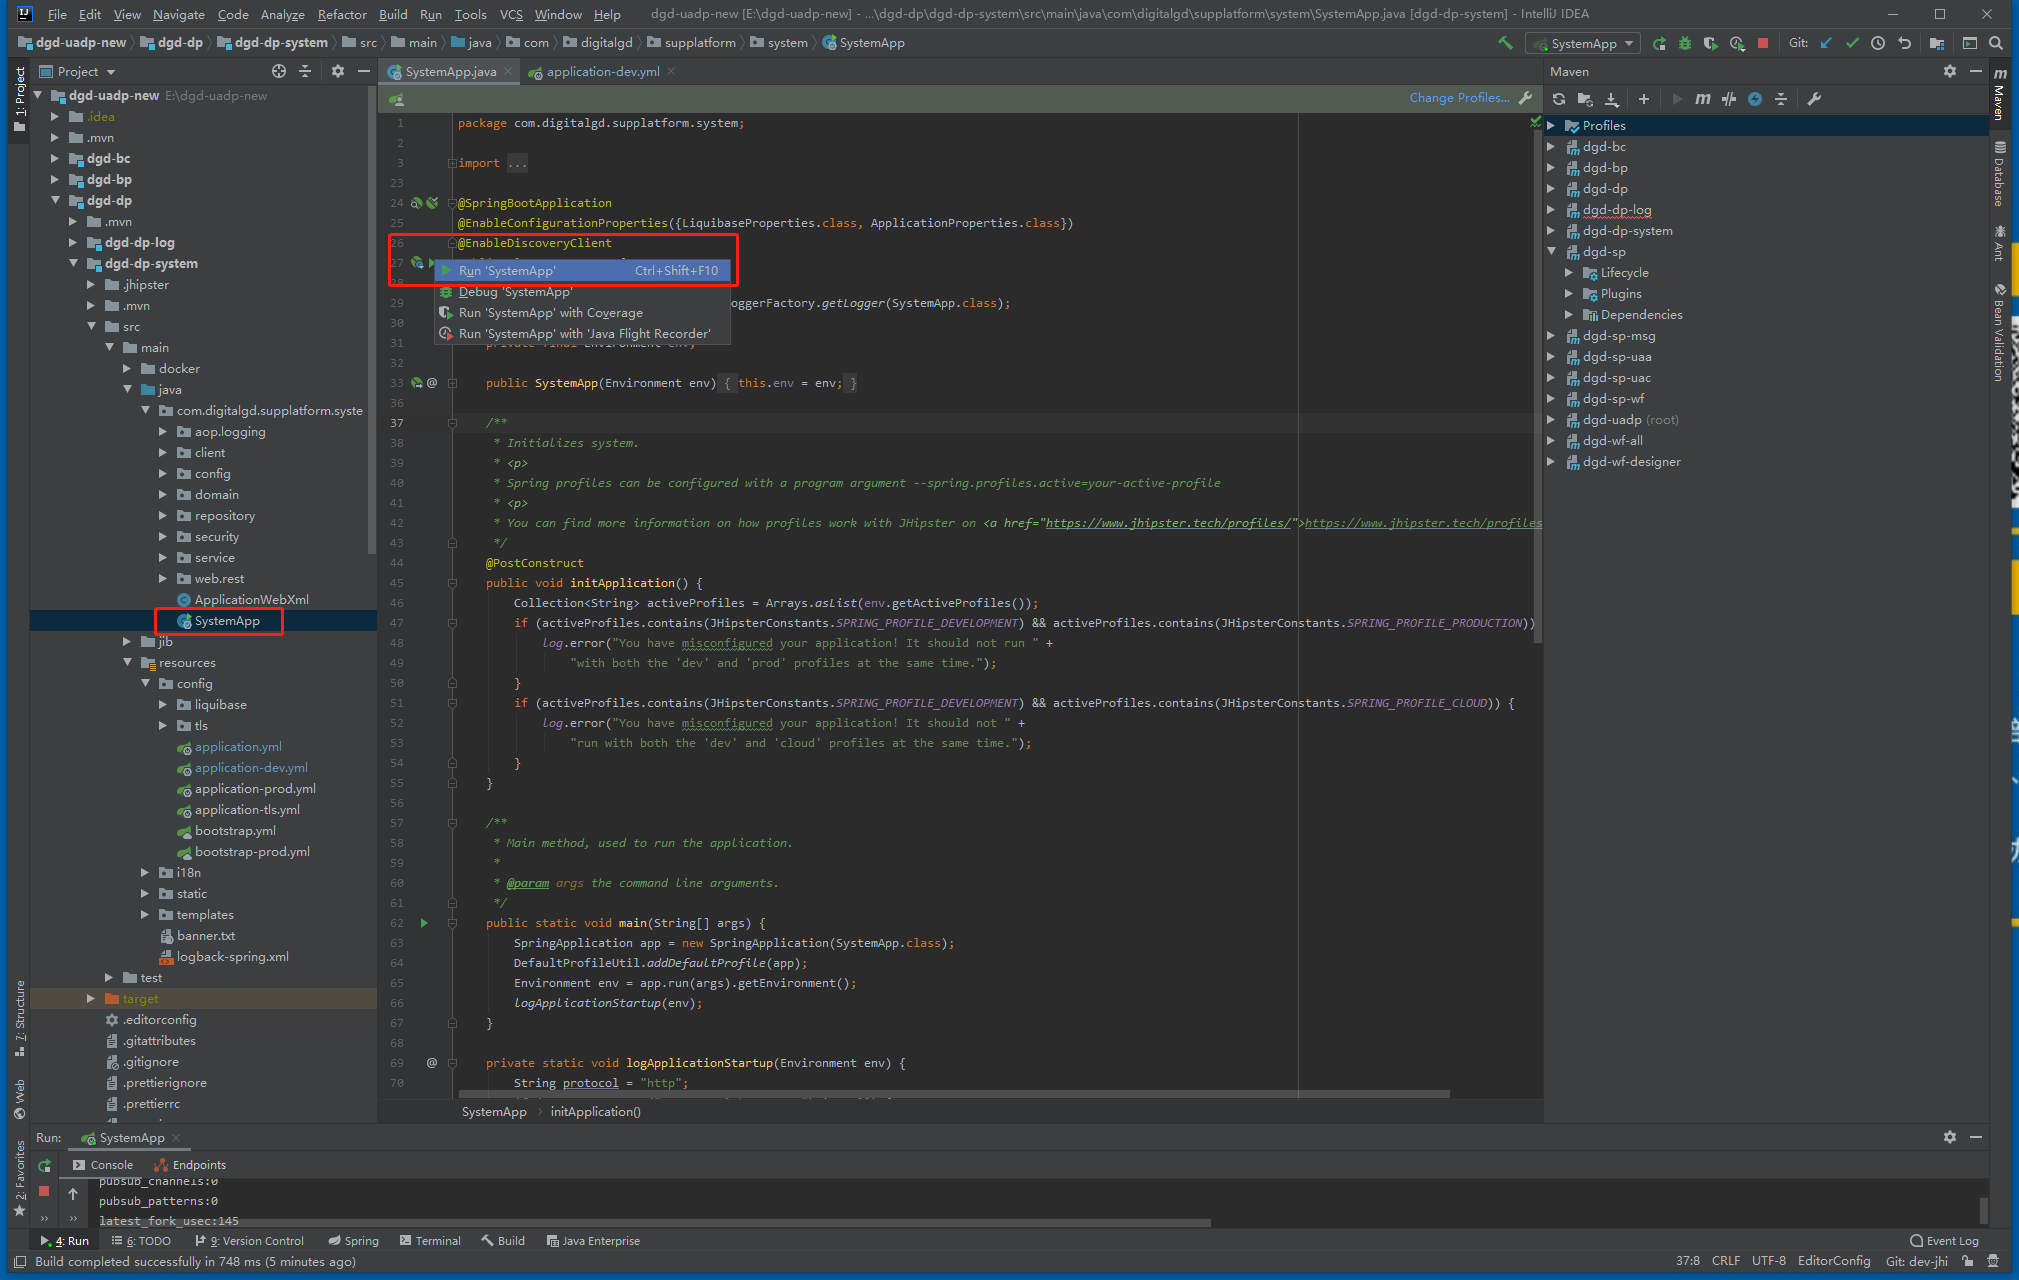 File Edit View Navigate Code Analyze Refactor Build Run Tools VCS Window Help dgd-uadp-new [E:\dgd-uadp-new] - ...\dgd-dp\dgd-dp-system\src\main\java\com\digitalgd\supplatform\system\SystemApp.java [dgd-dp-system] - IntelliJ IDEA
dgd-uadp-new dgd-dp dgd-dp-system src main java com digitalgd supplatform system SystemApp SystemApp Git:
Project
1: Project
7: Structure
Web
2: Favorites
dgd-uadp-new E:\dgd-uadp-new
.idea
.mvn
dgd-bc
dgd-bp
dgd-dp
.mvn
dgd-dp-log
dgd-dp-system
.jhipster
.mvn
src
main
docker
java
com.digitalgd.supplatform.syste
aop.logging
client
config
domain
repository
security
service
web.rest
ApplicationWebXml
SystemApp
jib
resources
config
liquibase
tls
application.yml
application-dev.yml
application-prod.yml
application-tls.yml
bootstrap.yml
bootstrap-prod.yml
i18n
static
templates
banner.txt
logback-spring.xml
test
target
.editorconfig
.gitattributes
.gitignore
.prettierignore
.prettierrc
SystemApp.java application-dev.yml
Change Profiles...
1 package com.digitalgd.supplatform.system;
2
3 import ...
23
24 @SpringBootApplication
25 @EnableConfigurationProperties({LiquibaseProperties.class, ApplicationProperties.class})
26 @EnableDiscoveryClient
27
Run 'SystemApp' Ctrl+Shift+F10
Debug 'SystemApp'
Run 'SystemApp' with Coverage
Run 'SystemApp' with 'Java Flight Recorder'
29 oggerFactory.getLogger(SystemApp.class);
30
31 private final Environment env;
32
33 @ public SystemApp(Environment env) { this.env = env; }
36
37 /**
38 * Initializes system.
39 * <p>
40 * Spring profiles can be configured with a program argument --spring.profiles.active=your-active-profile
41 * <p>
42 * You can find more information on how profiles work with JHipster on <a href="https://www.jhipster.tech/profiles/">https://www.jhipster.tech/profiles
43 */
44 @PostConstruct
45 public void initApplication() {
46 Collection<String> activeProfiles = Arrays.asList(env.getActiveProfiles());
47 if (activeProfiles.contains(JHipsterConstants.SPRING_PROFILE_DEVELOPMENT) && activeProfiles.contains(JHipsterConstants.SPRING_PROFILE_PRODUCTION))
48 log.error("You have misconfigured your application! It should not run " +
49 "with both the 'dev' and 'prod' profiles at the same time.");
50 }
51 if (activeProfiles.contains(JHipsterConstants.SPRING_PROFILE_DEVELOPMENT) && activeProfiles.contains(JHipsterConstants.SPRING_PROFILE_CLOUD)) {
52 log.error("You have misconfigured your application! It should not " +
53 "run with both the 'dev' and 'cloud' profiles at the same time.");
54 }
55 }
56
57 /**
58 * Main method, used to run the application.
59 *
60 * @param args the command line arguments.
61 */
62 public static void main(String[] args) {
63 SpringApplication app = new SpringApplication(SystemApp.class);
64 DefaultProfileUtil.addDefaultProfile(app);
65 Environment env = app.run(args).getEnvironment();
66 logApplicationStartup(env);
67 }
68
69 @ private static void logApplicationStartup(Environment env) {
70 String protocol = "http";
SystemApp initApplication()
Maven
Profiles
dgd-bc
dgd-bp
dgd-dp
dgd-dp-log
dgd-dp-system
dgd-sp
Lifecycle
Plugins
Dependencies
dgd-sp-msg
dgd-sp-uaa
dgd-sp-uac
dgd-sp-wf
dgd-uadp (root)
dgd-wf-all
dgd-wf-designer
Maven
Database
Ant
Bean Validation
Run: SystemApp
Console Endpoints
pubsub_channels:0
pubsub_patterns:0
latest_fork_usec:145
4: Run 6: TODO 9: Version Control Spring Terminal Build Java Enterprise Event Log
Build completed successfully in 748 ms (5 minutes ago) 37:8 CRLF UTF-8 EditorConfig Git: dev-jhi